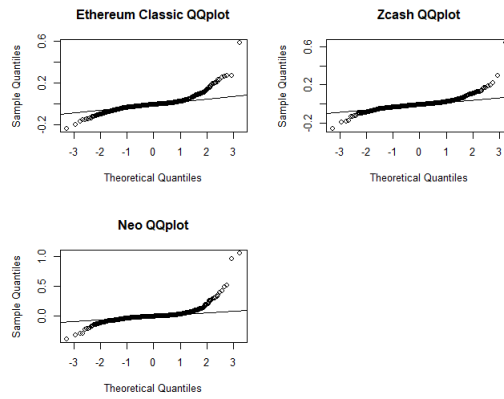 Ethereum Classic QQplot
Sample Quantiles
-0.2 0.2 0.6
-3 -2 -1 0 1 2 3
Theoretical Quantiles
Zcash QQplot
Sample Quantiles
-0.2 0.2 0.6
-3 -2 -1 0 1 2 3
Theoretical Quantiles
Neo QQplot
Sample Quantiles
0.0 0.5 1.0
-3 -2 -1 0 1 2 3
Theoretical Quantiles